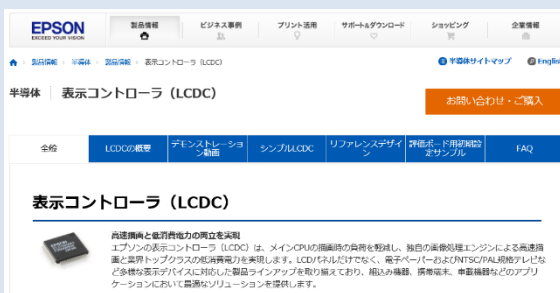 EPSON
EXCEED YOUR VISION
製品情報
ビジネス事例
プリント活用
サポート&ダウンロード
ショッピング
企業情報
製品情報 半導体 製品情報 表示コントローラ (LCDC)
半導体サイトマップ
English
半導体 表示コントローラ (LCDC)
お問い合わせ・ご購入
全般
LCDCの概要
デモンストレーション動画
シンプルLCDC
リファレンスデザイン
評価ボード用初期設定サンプル
FAQ
表示コントローラ (LCDC)
高速描画と低消費電力の両立を実現
エプソンの表示コントローラ (LCDC) は、メインCPUの描画時の負荷を軽減し、独自の画像処理エンジンによる高速描
画と業界トップクラスの低消費電力を実現します。LCDパネルだけでなく、電子ペーパーおよびNTSC/PAL規格テレビな
ど多様な表示デバイスに対応した製品ラインアップを取り揃えており、組込み機器、携帯端末、車載機器などのアプリ
ケーションにおいて最適なソリューションを提供します。